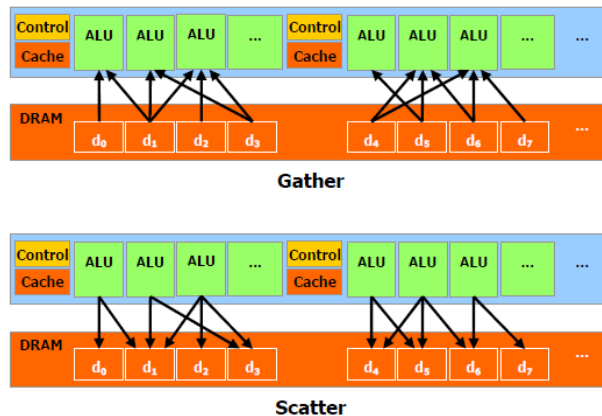 Control ALU ALU ALU ... Control ALU ALU ALU ... ...
Cache Cache
DRAM ...
d₀ d₁ d₂ d₃ d₄ d₅ d₆ d₇
Gather
Control ALU ALU ALU ... Control ALU ALU ALU ... ...
Cache Cache
DRAM ...
d₀ d₁ d₂ d₃ d₄ d₅ d₆ d₇
Scatter